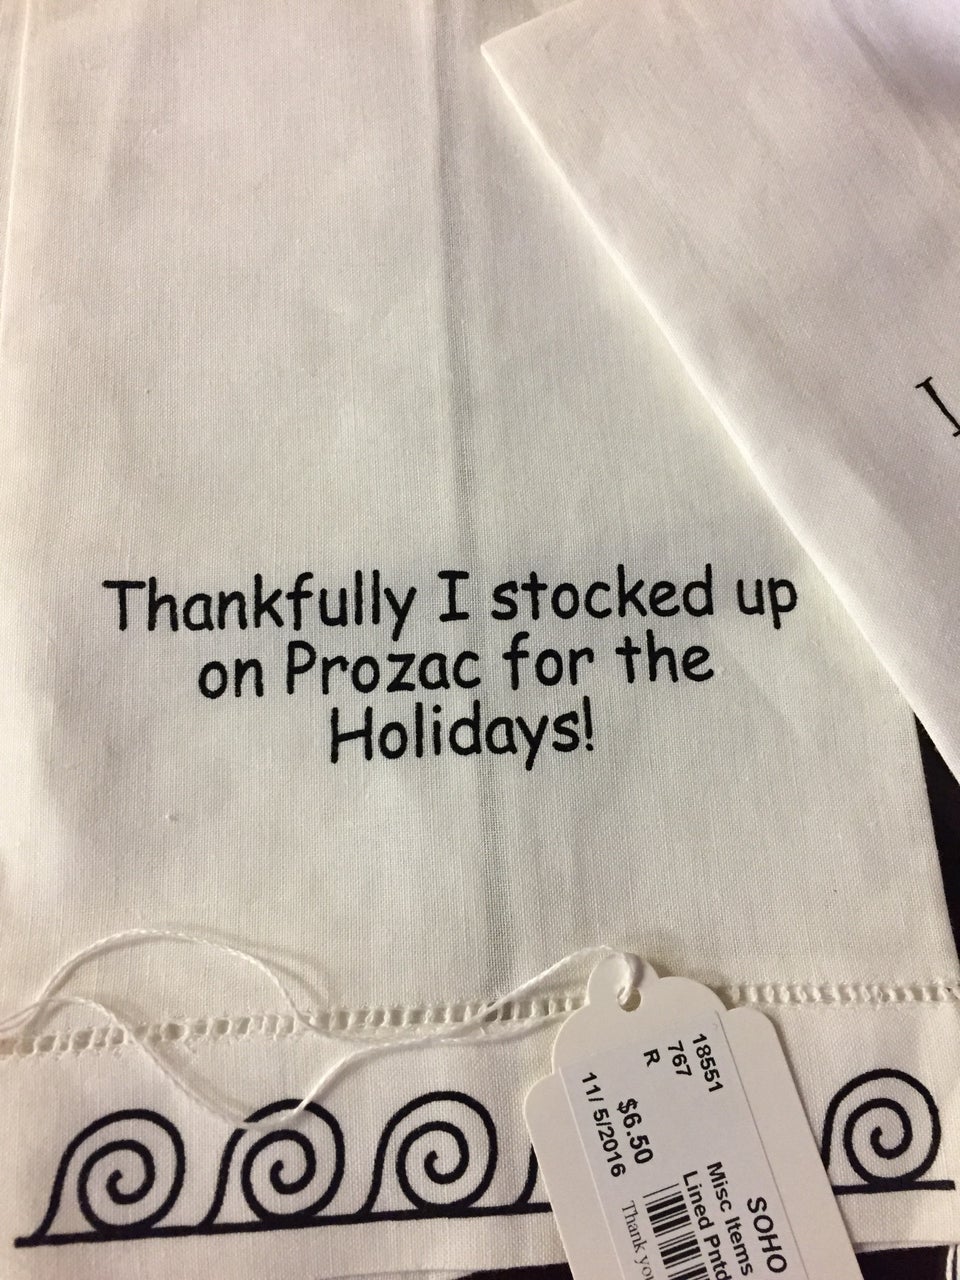 Thankfully I stocked up
on Prozac for the
Holidays!
18551
767
R
$6.50
11/ 5/2016
SOHO
Misc Items
Lined Pntd
Thank
I